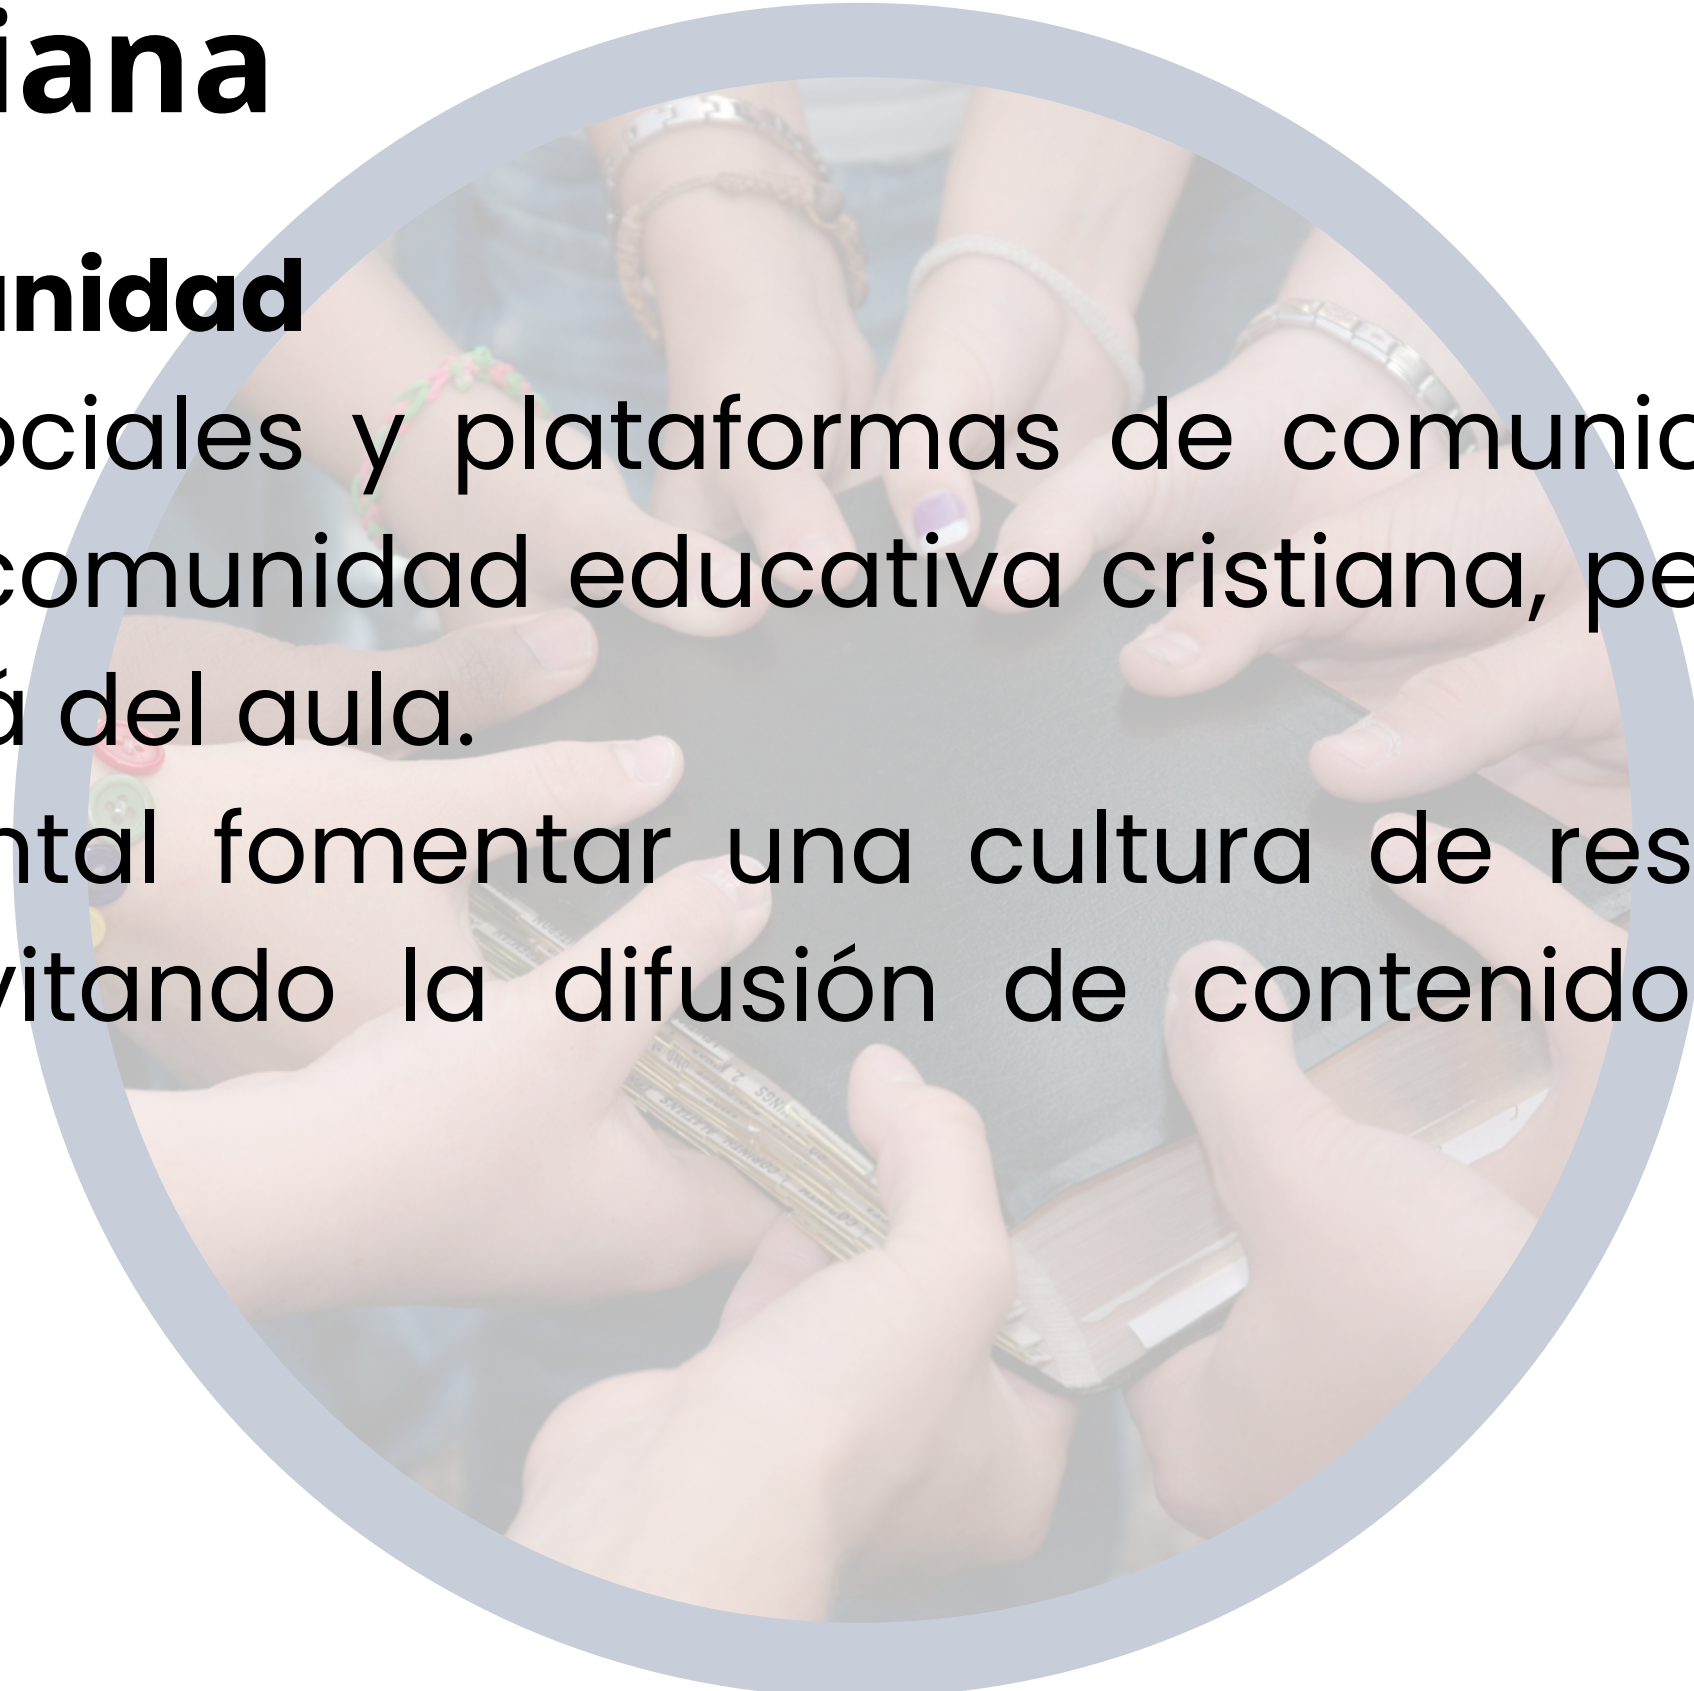 iana
unidad
ociales y plataformas de comunic
comunidad educativa cristiana, pe
á del aula.
ntal fomentar una cultura de res
vitando la difusión de contenido